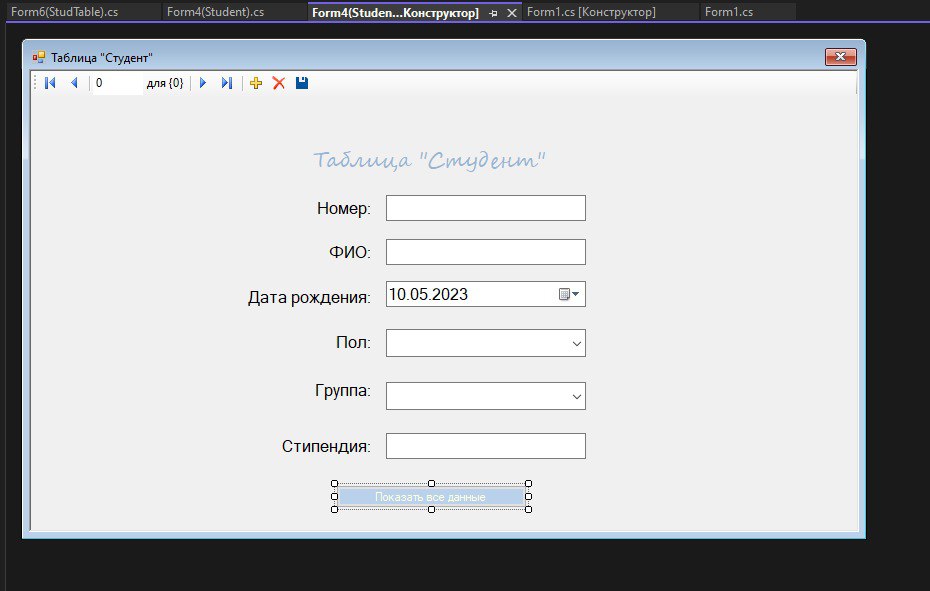 Form6(StudTable).cs Form4(Student).cs Form4(Studen...Конструктор] Form1.cs [Конструктор] Form1.cs
Таблица "Студент"
0 для {0}
Таблица "Студент"
Номер:
ФИО:
Дата рождения: 10.05.2023
Пол:
Группа:
Стипендия:
Показать все данные